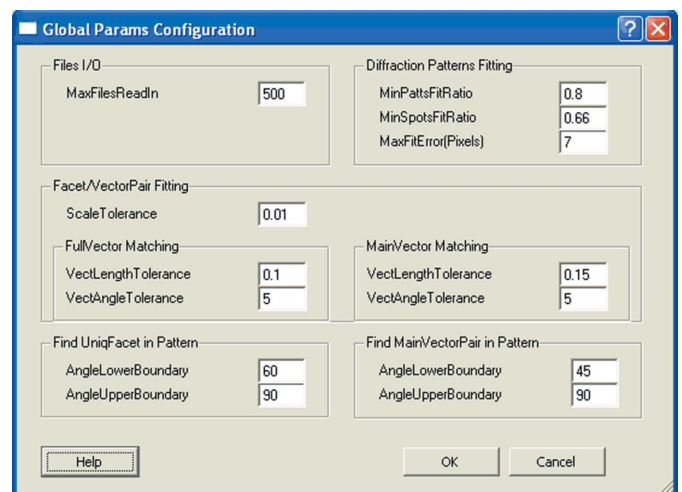 Global Params Configuration
Files I/O
MaxFilesReadIn 500
Diffraction Patterns Fitting
MinPattsFitRatio 0.8
MinSpotsFitRatio 0.66
MaxFitError(Pixels) 7
Facet/VectorPair Fitting
ScaleTolerance 0.01
FullVector Matching
VectLengthTolerance 0.1
VectAngleTolerance 5
MainVector Matching
VectLengthTolerance 0.15
VectAngleTolerance 5
Find UniqFacet in Pattern
AngleLowerBoundary 60
AngleUpperBoundary 90
Find MainVectorPair in Pattern
AngleLowerBoundary 45
AngleUpperBoundary 90
Help
OK
Cancel